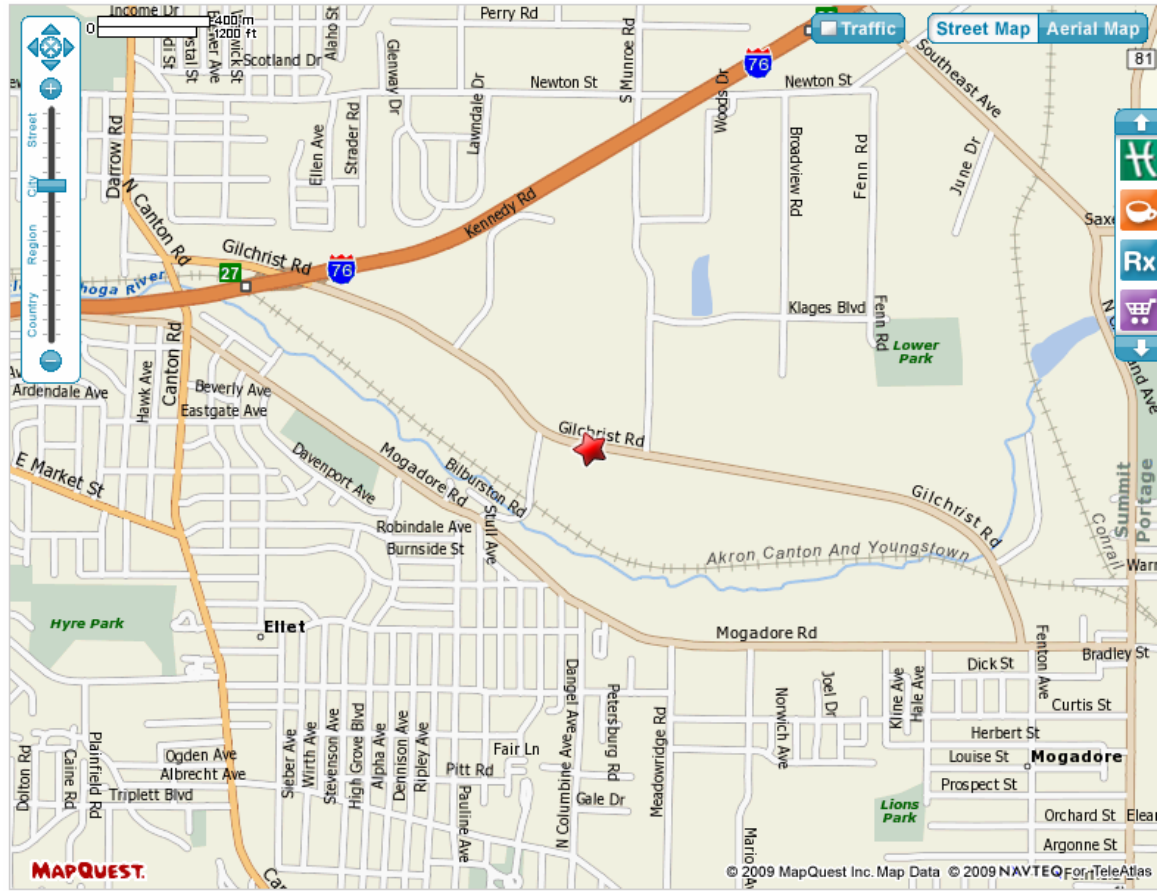 Income Dr
400 m
0
1200 ft
Perry Rd
Traffic
Street Map
Aerial Map
Alaho St
Scotland Dr
Glenway Dr
Lawndale Dr
Newton St
S Munroe Rd
76
Woods Dr
Newton St
Southeast Ave
81
Street
City
Region
Country
Darrow Rd
Ellen Ave
Strader Rd
Broadview Rd
Fenn Rd
June Dr
N Canton Rd
Kennedy Rd
Gilchrist Rd
27
76
Rx
Klages Blvd
Fenn Rd
Lower
Park
Canton Rd
Hawk Ave
Ardendale Ave
Beverly Ave
Eastgate Ave
Gilchrist Rd
E Market St
Davenport Ave
Mogadore Rd
Bilburston Rd
Stull Ave
Gilchrist Rd
Summit
Portage
Conrail
Robindale Ave
Burnside St
Akron Canton And Youngstown
Hyre Park
Ellet
Mogadore Rd
Fenton Ave
Bradley St
Dick St
Dangel Ave
Petersburg Rd
Meadowridge Rd
Norwich Ave
Joel Dr
Kline Ave
Hale Ave
Curtis St
Herbert St
Louise St
Mogadore
Prospect St
Dolton Rd
Caine Rd
Plainfield Rd
Ogden Ave
Albrecht Ave
Triplett Blvd
Sieber Ave
Wirth Ave
Stevenson Ave
High Grove Blvd
Alpha Ave
Dennison Ave
Ripley Ave
Pauline Ave
Fair Ln
Pitt Rd
N Columbine Ave
Gale Dr
Lions
Park
Orchard St
Argonne St
MAPQUEST.
© 2009 MapQuest Inc. Map Data © 2009 NAVTEQ or TeleAtlas